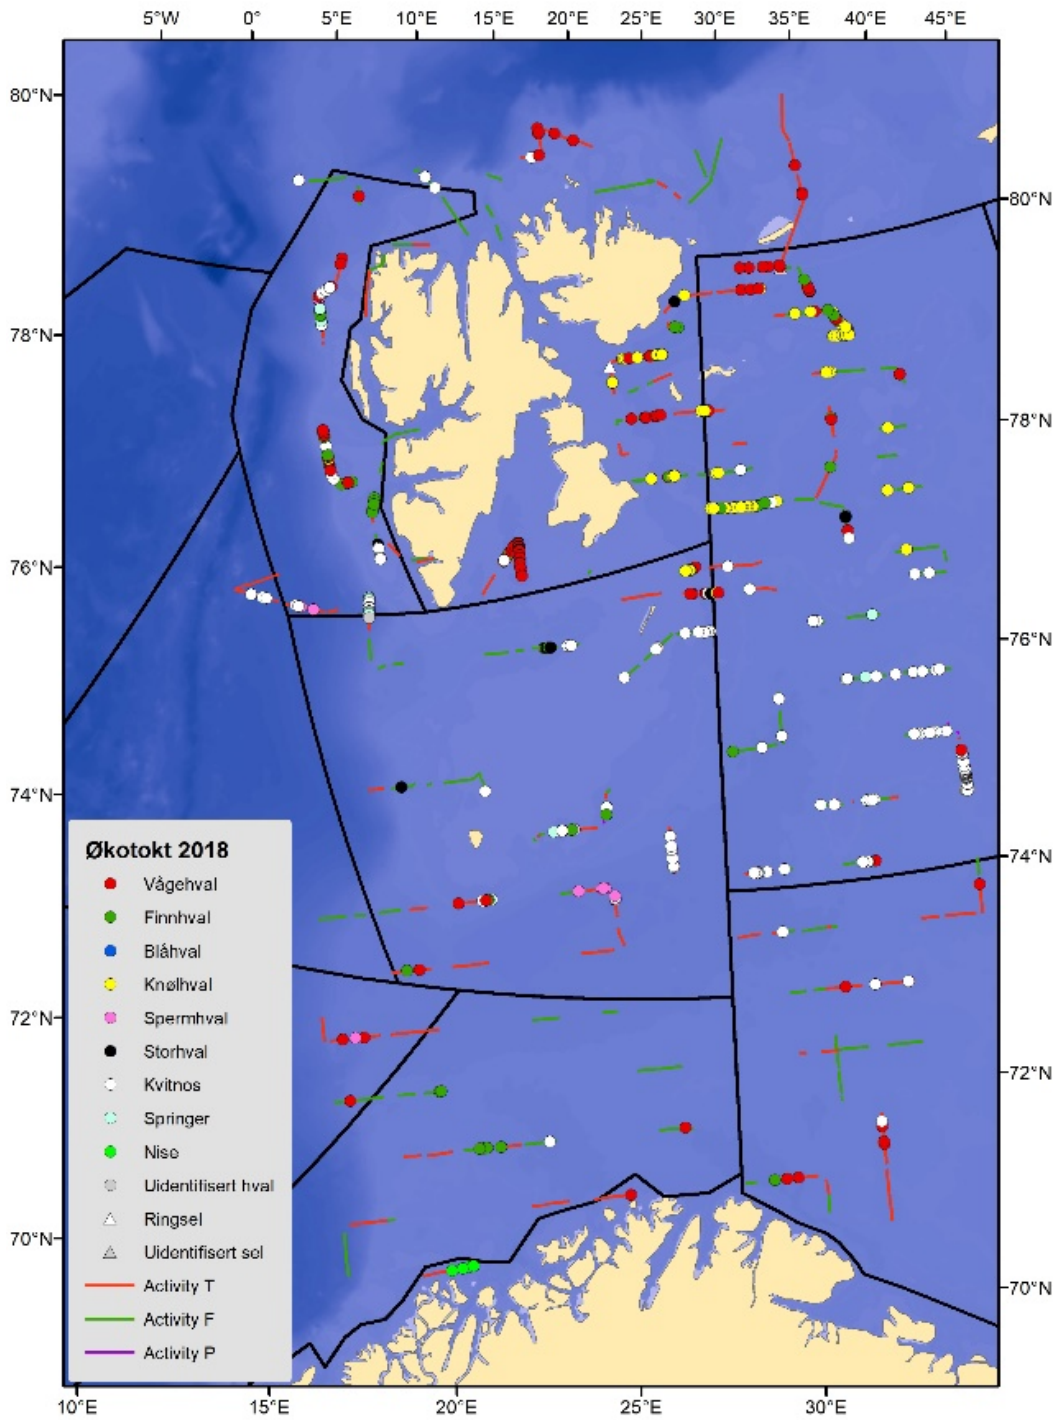 5°W 0° 5°E 10°E 15°E 20°E 25°E 30°E 35°E 40°E 45°E
80°N
80°N
78°N
78°N
76°N
76°N
74°N
74°N
Økotokt 2018
Vågehval
Finnhval
Blåhval
Knølhval
Spermhval
Storhval
Kvitnos
Springer
Nise
Uidentifisert hval
Ringsel
Uidentifisert sel
Activity T
Activity F
Activity P
72°N
72°N
70°N
70°N
10°E 15°E 20°E 25°E 30°E